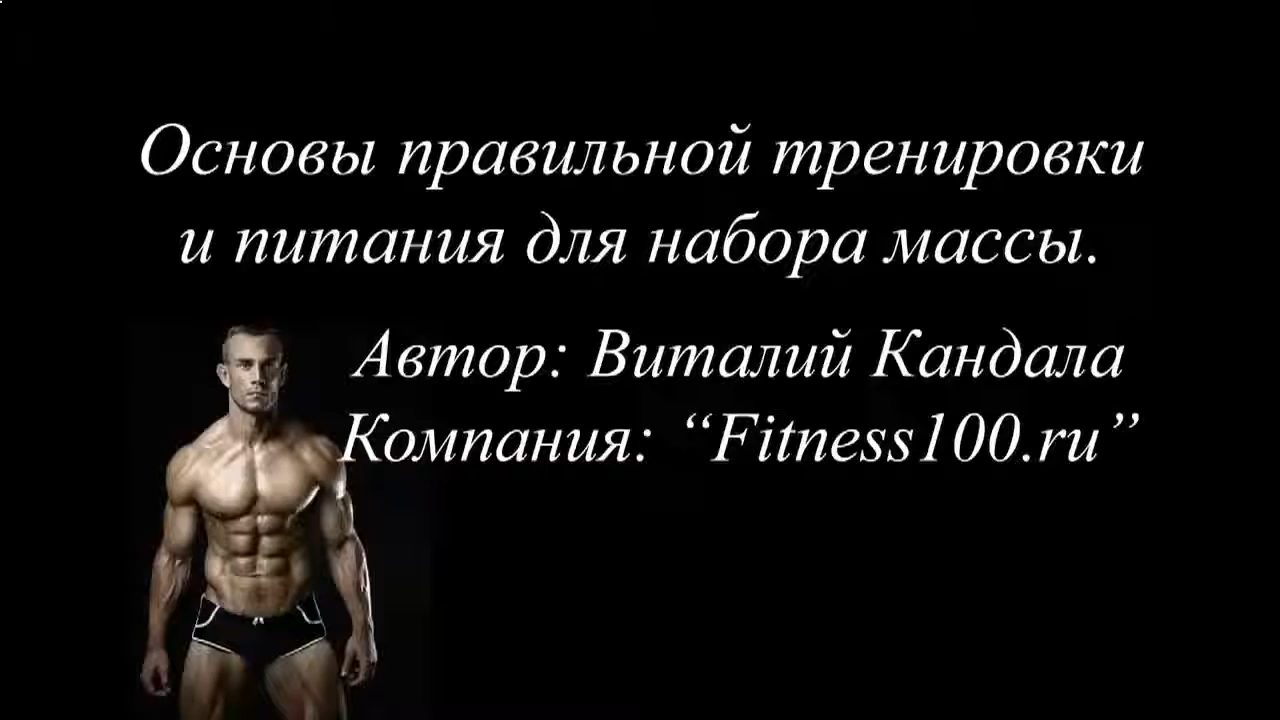 Основы правильной тренировки
и питания для набора массы.
Автор: Виталий Кандала
Компания: “Fitness100.ru”